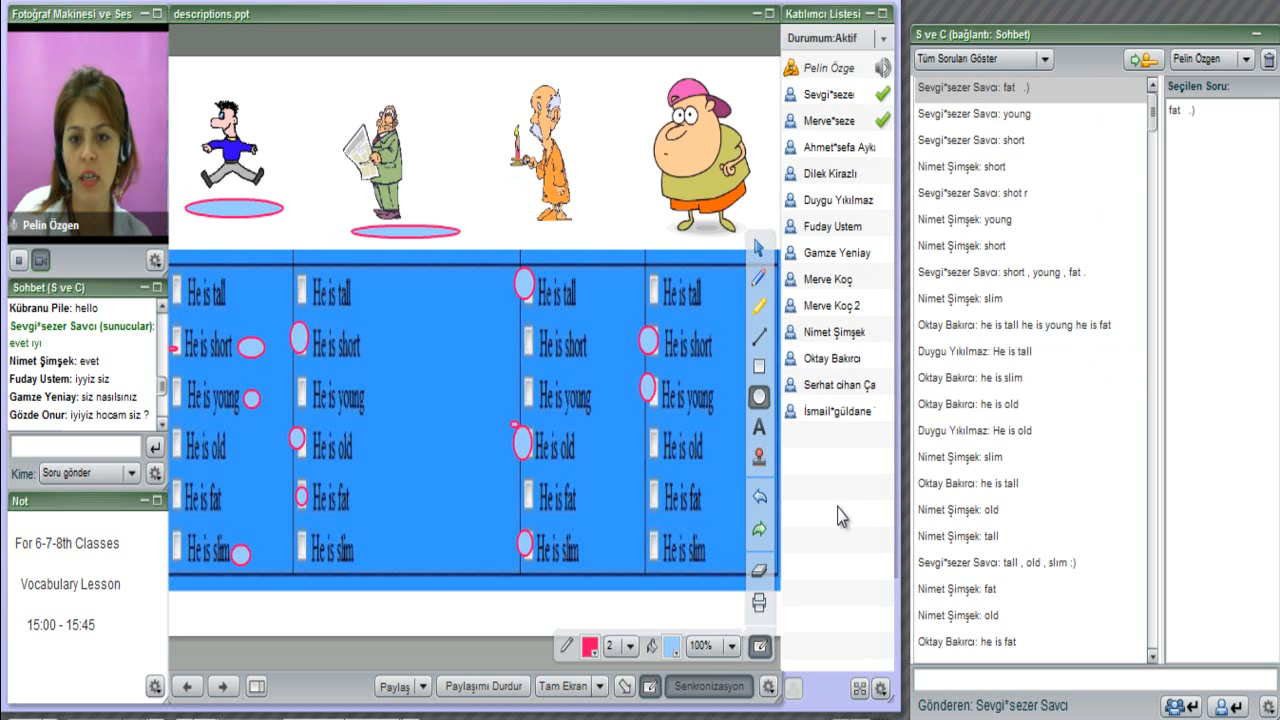 Fotoğraf Makinesi ve Ses
Pelin Özgen
Sohbet (S ve C)
Kübranu Pile: hello
Sevgi*sezer Savcı (sunucular):
evet ıyı
Nimet Şimşek: evet
Fuday Ustem: iyyiz siz
Gamze Yeniay: siz nasılsınız
Gözde Onur: iyiyiz hocam siz ?
Kime: Soru gönder
Not
For 6-7-8th Classes
Vocabulary Lesson
15:00 - 15:45
descriptions.ppt
He is tall He is tall He is tall He is tall
He is short He is short He is short He is short
He is young He is young He is young He is young
He is old He is old He is old He is old
He is fat He is fat He is fat He is fat
He is slim He is slim He is slim He is slim
A
2 100%
Paylaş Paylaşımı Durdur Tam Ekran Senkronizasyon
Katılımcı Listesi
Durumum:Aktif
Pelin Özge
Sevgi*sezer
Merve*seze
Ahmet*sefa Aykı
Dilek Kirazlı
Duygu Yıkılmaz
Fuday Ustem
Gamze Yeniay
Merve Koç
Merve Koç 2
Nimet Şimşek
Oktay Bakırcı
Serhat cihan Ça
İsmail*güldane
S ve C (bağlantı: Sohbet)
Tüm Soruları Göster Pelin Özgen
Sevgi*sezer Savcı: fat .)
Sevgi*sezer Savcı: young
Sevgi*sezer Savcı: short
Nimet Şimşek: short
Sevgi*sezer Savcı: shot r
Nimet Şimşek: young
Nimet Şimşek: short
Sevgi*sezer Savcı: short , young , fat .
Nimet Şimşek: slim
Oktay Bakırcı: he is tall he is young he is fat
Duygu Yıkılmaz: He is tall
Oktay Bakırcı: he is slim
Oktay Bakırcı: he is old
Duygu Yıkılmaz: He is old
Nimet Şimşek: slim
Oktay Bakırcı: he is tall
Nimet Şimşek: old
Nimet Şimşek: tall
Sevgi*sezer Savcı: tall , old , slım :)
Nimet Şimşek: fat
Nimet Şimşek: old
Oktay Bakırcı: he is fat
Seçilen Soru:
fat .)
Gönderen: Sevgi*sezer Savcı